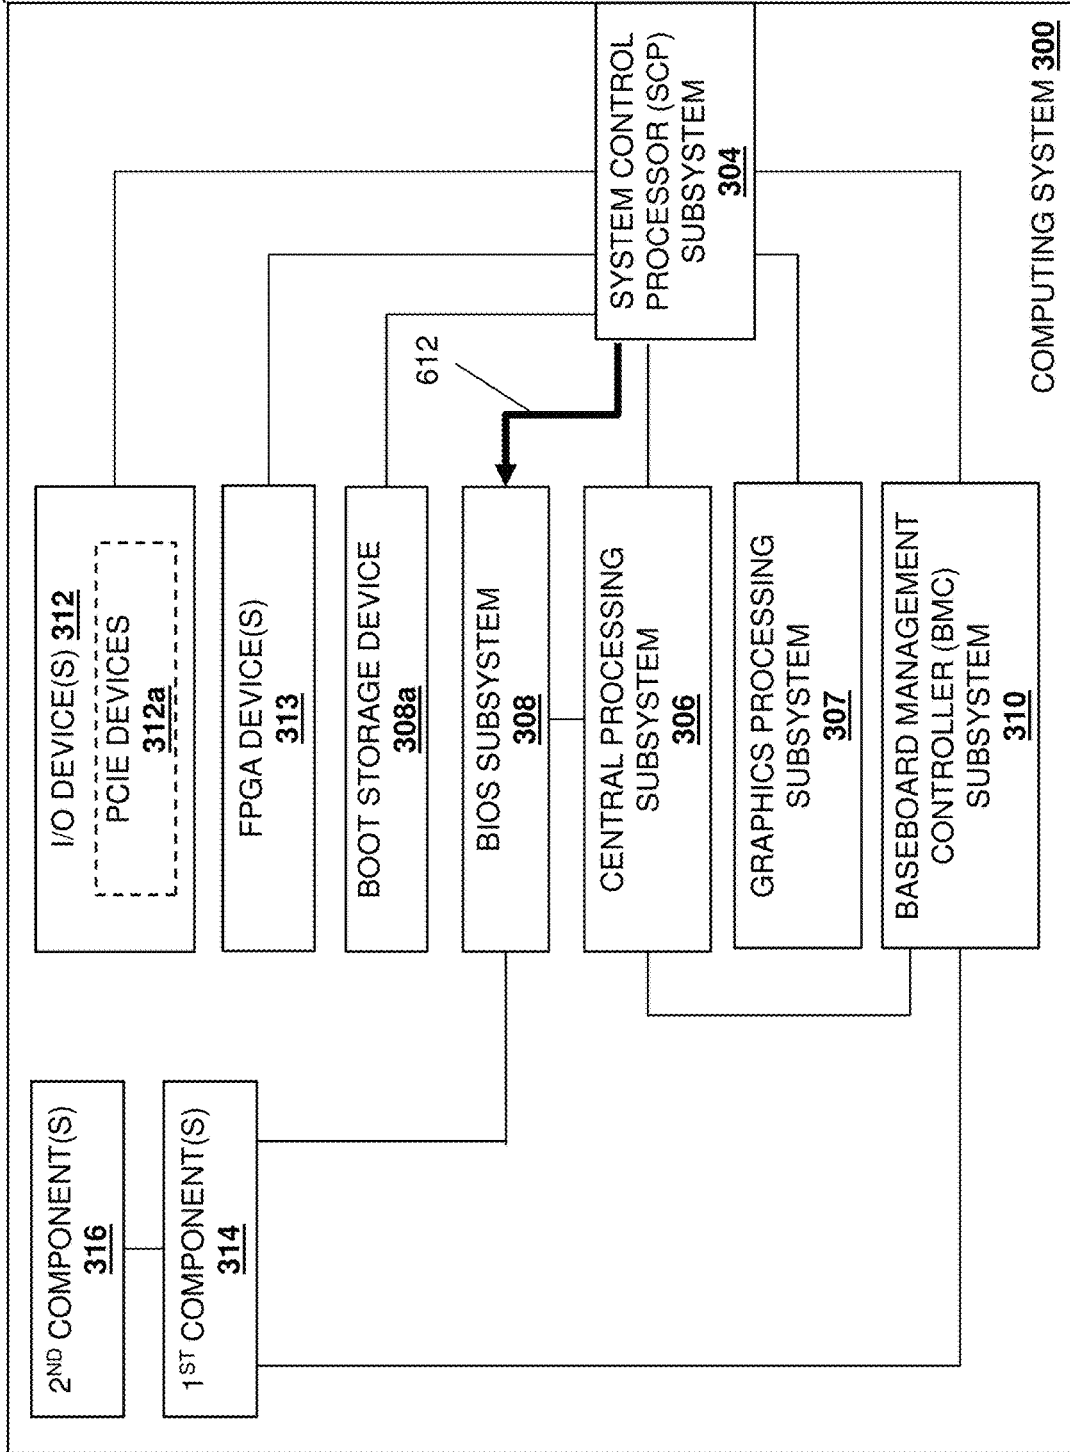 2ND COMPONENT(S)
316
1ST COMPONENT(S)
314
I/O DEVICE(S) 312
PCIE DEVICES
312a
FPGA DEVICE(S)
313
BOOT STORAGE DEVICE
308a
BIOS SUBSYSTEM
308
CENTRAL PROCESSING
SUBSYSTEM
306
GRAPHICS PROCESSING
SUBSYSTEM
307
BASEBOARD MANAGEMENT
CONTROLLER (BMC)
SUBSYSTEM
310
612
SYSTEM CONTROL
PROCESSOR (SCP)
SUBSYSTEM
304
COMPUTING SYSTEM 300